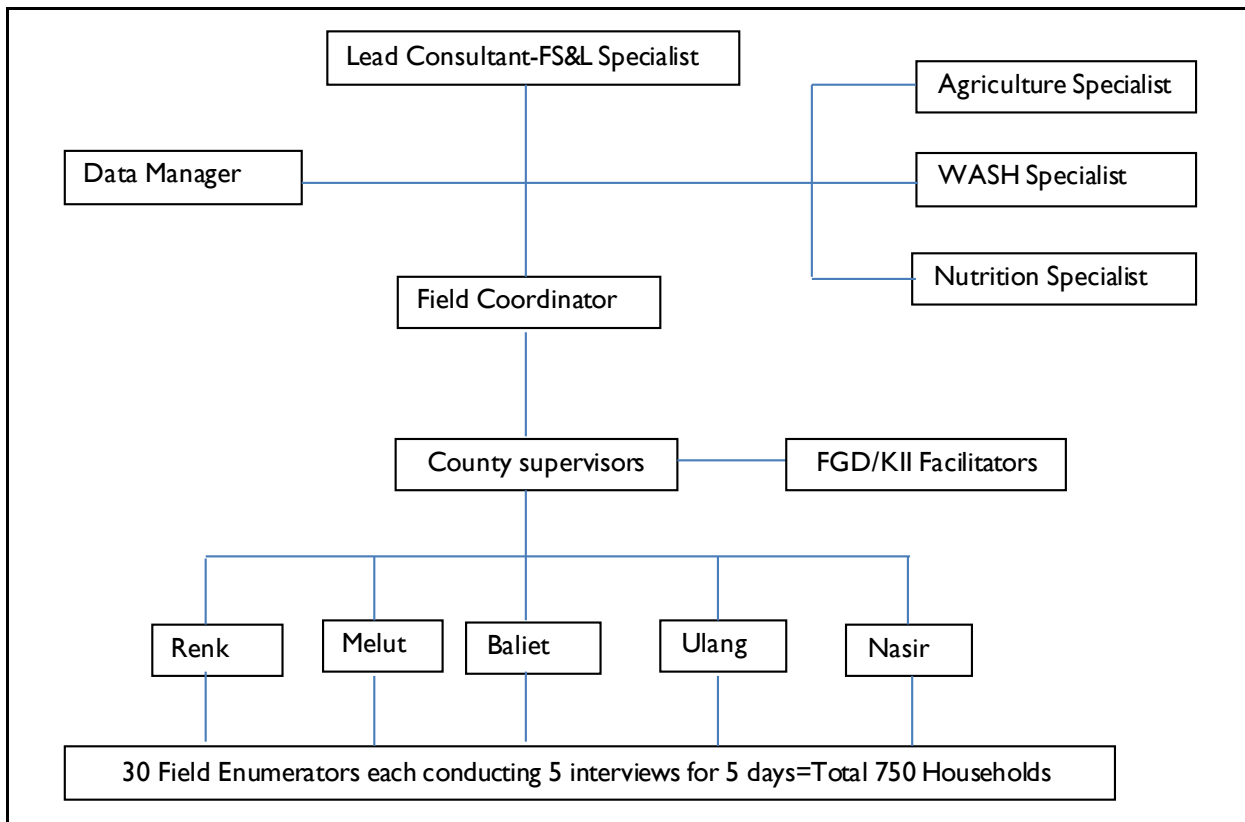 Lead Consultant-FS&L Specialist
Agriculture Specialist
Data Manager
WASH Specialist
Nutrition Specialist
Field Coordinator
County supervisors
FGD/KII Facilitators
Renk
Melut
Baliet
Ulang
Nasir
30 Field Enumerators each conducting 5 interviews for 5 days=Total 750 Households